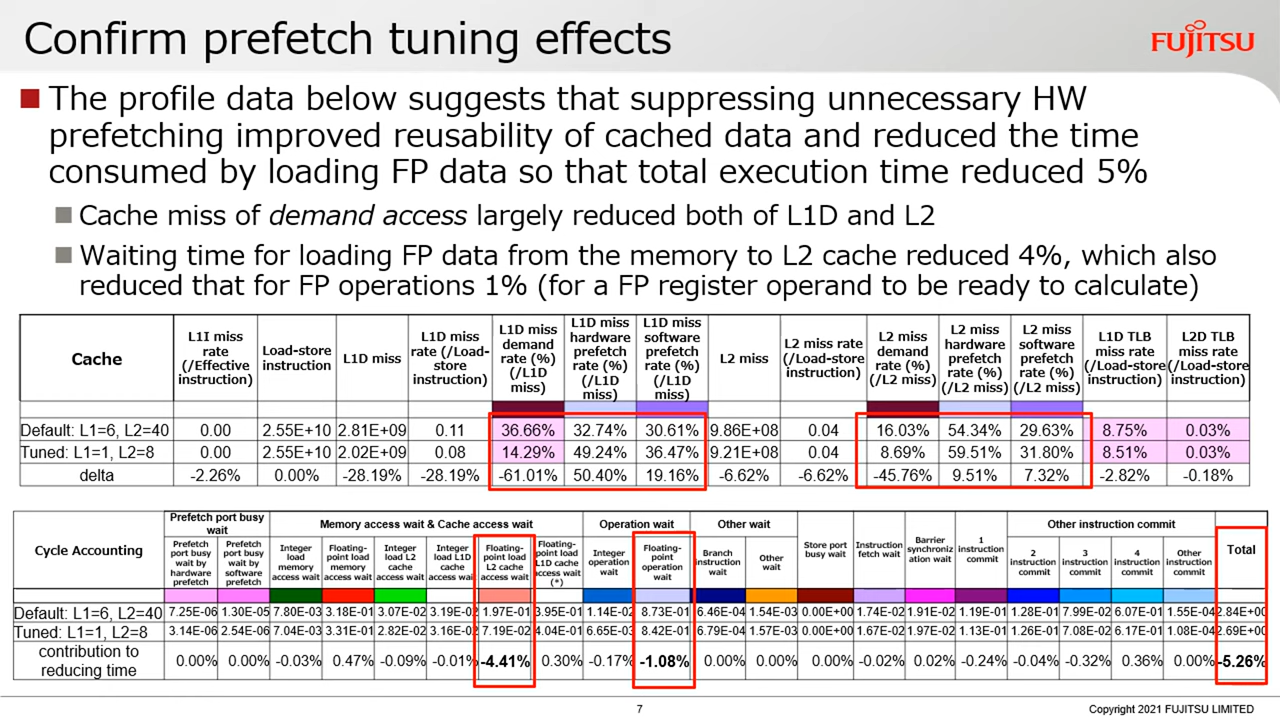 Confirm prefetch tuning effects
FUJITSU
The profile data below suggests that suppressing unnecessary HW
prefetching improved reusability of cached data and reduced the time
consumed by loading FP data so that total execution time reduced 5%
Cache miss of demand access largely reduced both of L1D and L2
Waiting time for loading FP data from the memory to L2 cache reduced 4%, which also
reduced that for FP operations 1% (for a FP register operand to be ready to calculate)
Cache
L1I miss
rate
(/Effective
instruction)
Load-store
instruction
L1D miss
L1D miss
rate (/Load-
store
instruction)
L1D miss
demand
rate (%)
(/L1D
miss)
L1D miss
hardware
prefetch
rate (%)
(/L1D
miss)
L1D miss
software
prefetch
rate (%)
(/L1D
miss)
L2 miss
L2 miss rate
(/Load-store
instruction)
L2 miss
demand
rate (%)
(/L2 miss)
L2 miss
hardware
prefetch
rate (%)
(/L2 miss)
L2 miss
software
prefetch
rate (%)
(/L2 miss)
L1D TLB
miss rate
(/Load-store
instruction)
L2D TLB
miss rate
(/Load-store
instruction)
Default: L1=6, L2=40 0.00 2.55E+10 2.81E+09 0.11 36.66% 32.74% 30.61% 9.86E+08 0.04 16.03% 54.34% 29.63% 8.75% 0.03%
Tuned: L1=1, L2=8 0.00 2.55E+10 2.02E+09 0.08 14.29% 49.24% 36.47% 9.21E+08 0.04 8.69% 59.51% 31.80% 8.51% 0.03%
delta -2.26% 0.00% -28.19% -28.19% -61.01% 50.40% 19.16% -6.62% -6.62% -45.76% 9.51% 7.32% -2.82% -0.18%
Cycle Accounting
Prefetch port busy
wait
Memory access wait & Cache access wait
Operation wait
Other wait
Other instruction commit
Prefetch
port busy
wait by
hardware
prefetch
Prefetch
port busy
wait by
software
prefetch
Integer
load
memory
access wait
Floating-
point load
memory
access wait
Integer
load L2
cache
access wait
Integer
load L1D
cache
access wait
Floating-
point load
L2 cache
access wait
Floating-
point load
L1D cache
access wait
(*)
Integer
operation
wait
Floating-
point
operation
wait
Branch
instruction
wait
Other
wait
Store port
busy wait
Instruction
fetch wait
Barrier
synchroniz
ation wait
1
instruction
commit
2
instruction
commit
3
instruction
commit
4
instruction
commit
Other
instruction
commit
Total
Default: L1=6, L2=40 7.25E-06 1.30E-05 7.80E-03 3.18E-01 3.07E-02 3.19E-02 1.97E-01 3.95E-01 1.14E-02 8.73E-01 6.46E-04 1.54E-03 0.00E+00 1.74E-02 1.91E-02 1.19E-01 1.28E-01 7.99E-02 6.07E-01 1.55E-04 2.84E+00
Tuned: L1=1, L2=8 3.14E-06 2.54E-06 7.04E-03 3.31E-01 2.82E-02 3.16E-02 7.19E-02 4.04E-01 6.65E-03 8.42E-01 6.79E-04 1.57E-03 0.00E+00 1.67E-02 1.97E-02 1.13E-01 1.26E-01 7.08E-02 6.17E-01 1.08E-04 2.69E+00
contribution to
reducing time
0.00% 0.00% -0.03% 0.47% -0.09% -0.01% -4.41% 0.30% -0.17% -1.08% 0.00% 0.00% 0.00% -0.02% 0.02% -0.24% -0.04% -0.32% 0.36% 0.00% -5.26%
7
Copyright 2021 FUJITSU LIMITED